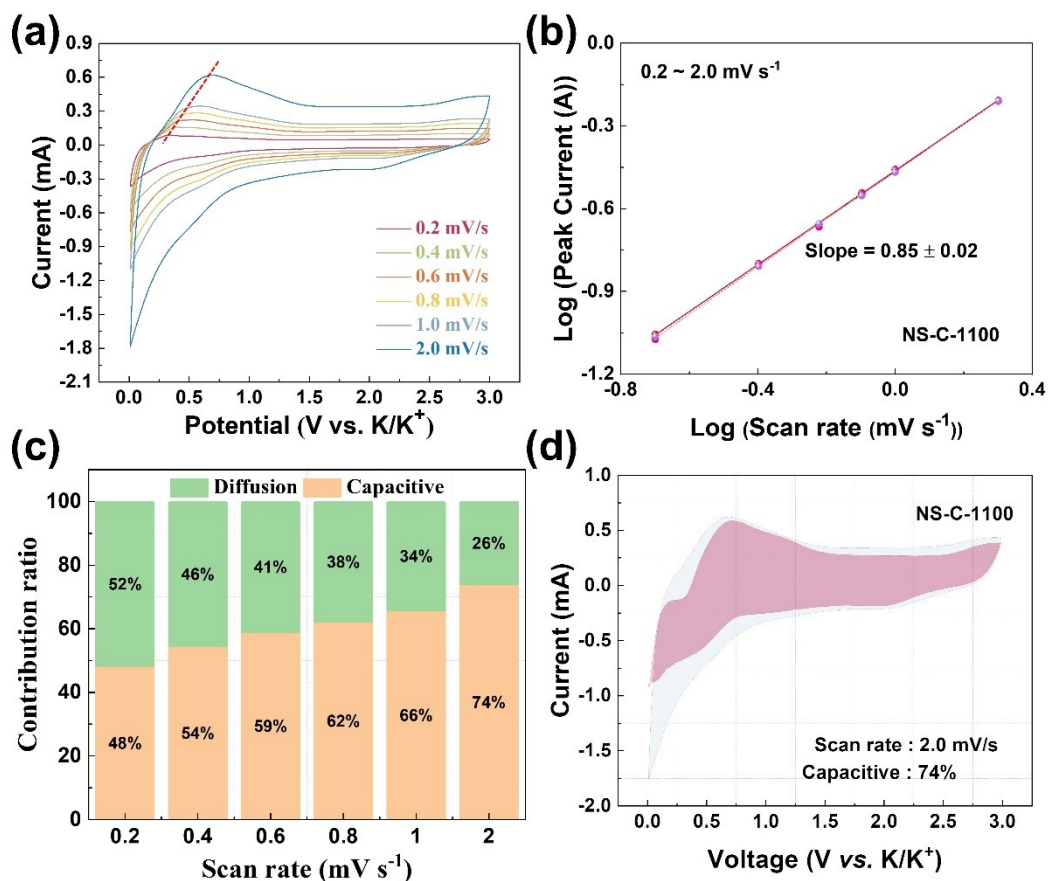 (a)
0.9
0.6
0.3
0.0
-0.3
-0.6
-0.9
-1.2
-1.5
-1.8
-2.1
Current (mA)
0.2 mV/s
0.4 mV/s
0.6 mV/s
0.8 mV/s
1.0 mV/s
2.0 mV/s
0.0 0.5 1.0 1.5 2.0 2.5 3.0
Potential (V vs. K/K⁺)
(b)
0.0
-0.3
-0.6
-0.9
-1.2
Log (Peak Current (A))
0.2 ~ 2.0 mV s⁻¹
Slope = 0.85 ± 0.02
NS-C-1100
-0.8 -0.4 0.0 0.4
Log (Scan rate (mV s⁻¹))
(c)
Diffusion Capacitive
100
80
60
40
20
0
Contribution ratio
52% 46% 41% 38% 34% 26%
48% 54% 59% 62% 66% 74%
0.2 0.4 0.6 0.8 1 2
Scan rate (mV s⁻¹)
(d)
1.0
0.5
0.0
-0.5
-1.0
-1.5
-2.0
Current (mA)
NS-C-1100
Scan rate : 2.0 mV/s
Capacitive : 74%
0.0 0.5 1.0 1.5 2.0 2.5 3.0
Voltage (V vs. K/K⁺)